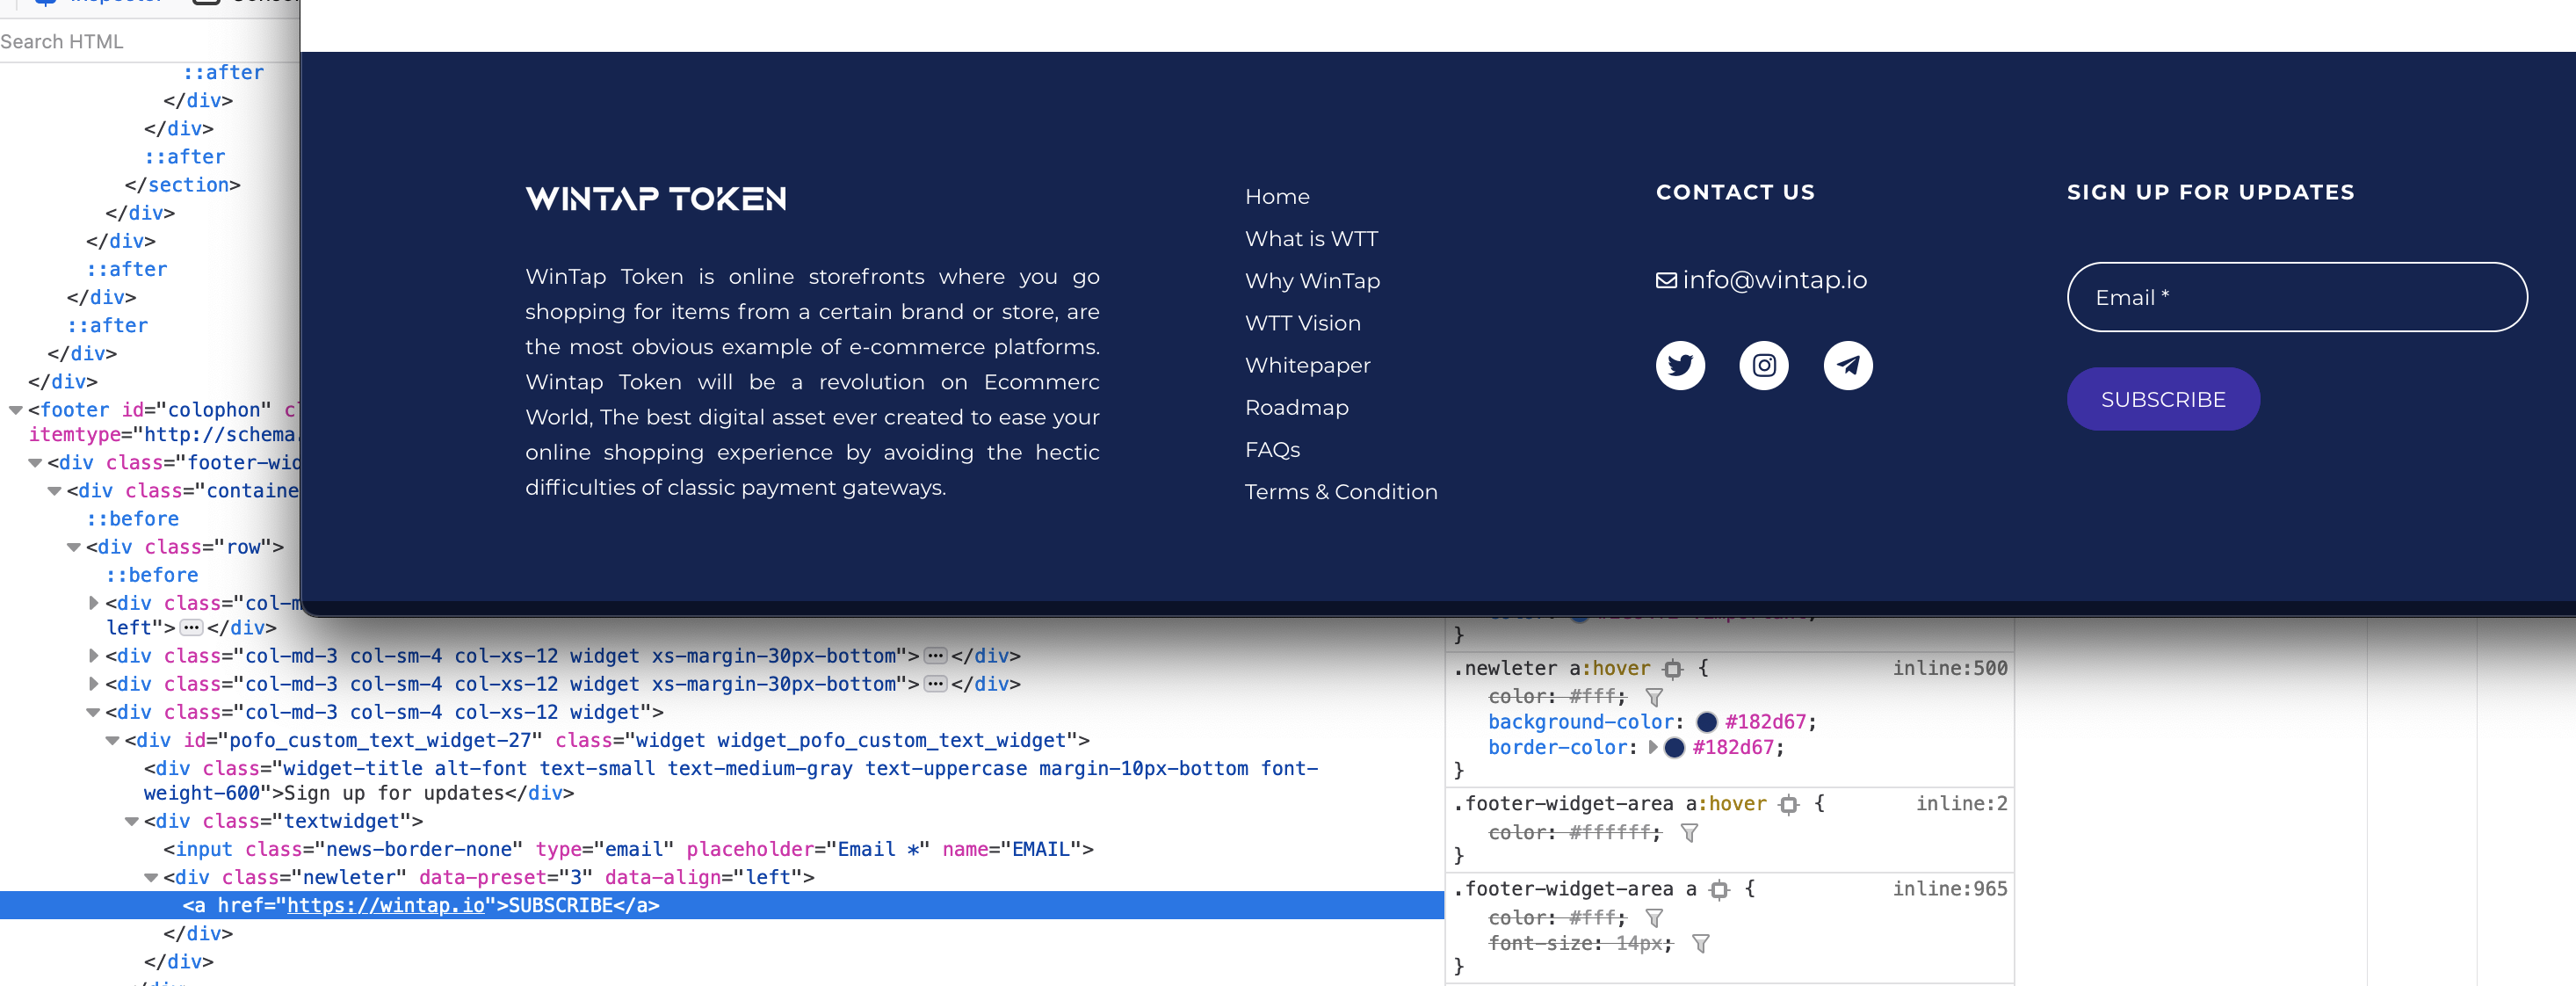 Search HTML
::after
</div>
</div>
::after
</section>
</div>
</div>
::after
</div>
::after
</div>
</div>
<footer id="colophon"
itemtype="http://schema.
<div class="footer-wid
<div class="containe
::before
<div class="row">
::before
<div class="col-m
left"> ••• </div>
<div class="col-md-3 col-sm-4 col-xs-12 widget xs-margin-30px-bottom"> ••• </div>
<div class="col-md-3 col-sm-4 col-xs-12 widget xs-margin-30px-bottom"> ••• </div>
<div class="col-md-3 col-sm-4 col-xs-12 widget">
<div id="pofo_custom_text_widget-27" class="widget widget_pofo_custom_text_widget">
<div class="widget-title alt-font text-small text-medium-gray text-uppercase margin-10px-bottom font-
weight-600">Sign up for updates</div>
<div class="textwidget">
<input class="news-border-none" type="email" placeholder="Email *" name="EMAIL">
<div class="newleter" data-preset="3" data-align="left">
<a href="https://wintap.io">SUBSCRIBE</a>
</div>
</div>
WINTAP TOKEN
WinTap Token is online storefronts where you go
shopping for items from a certain brand or store, are
the most obvious example of e-commerce platforms.
Wintap Token will be a revolution on Ecommerc
World, The best digital asset ever created to ease your
online shopping experience by avoiding the hectic
difficulties of classic payment gateways.
Home
What is WTT
Why WinTap
WTT Vision
Whitepaper
Roadmap
FAQs
Terms & Condition
CONTACT US
info@wintap.io
SIGN UP FOR UPDATES
Email *
SUBSCRIBE
}
.newleter a:hover { inline:500
color: #fff;
background-color: #182d67;
border-color: #182d67;
}
.footer-widget-area a:hover { inline:2
color: #ffffff;
}
.footer-widget-area a { inline:965
color: #fff;
font-size: 14px;
}